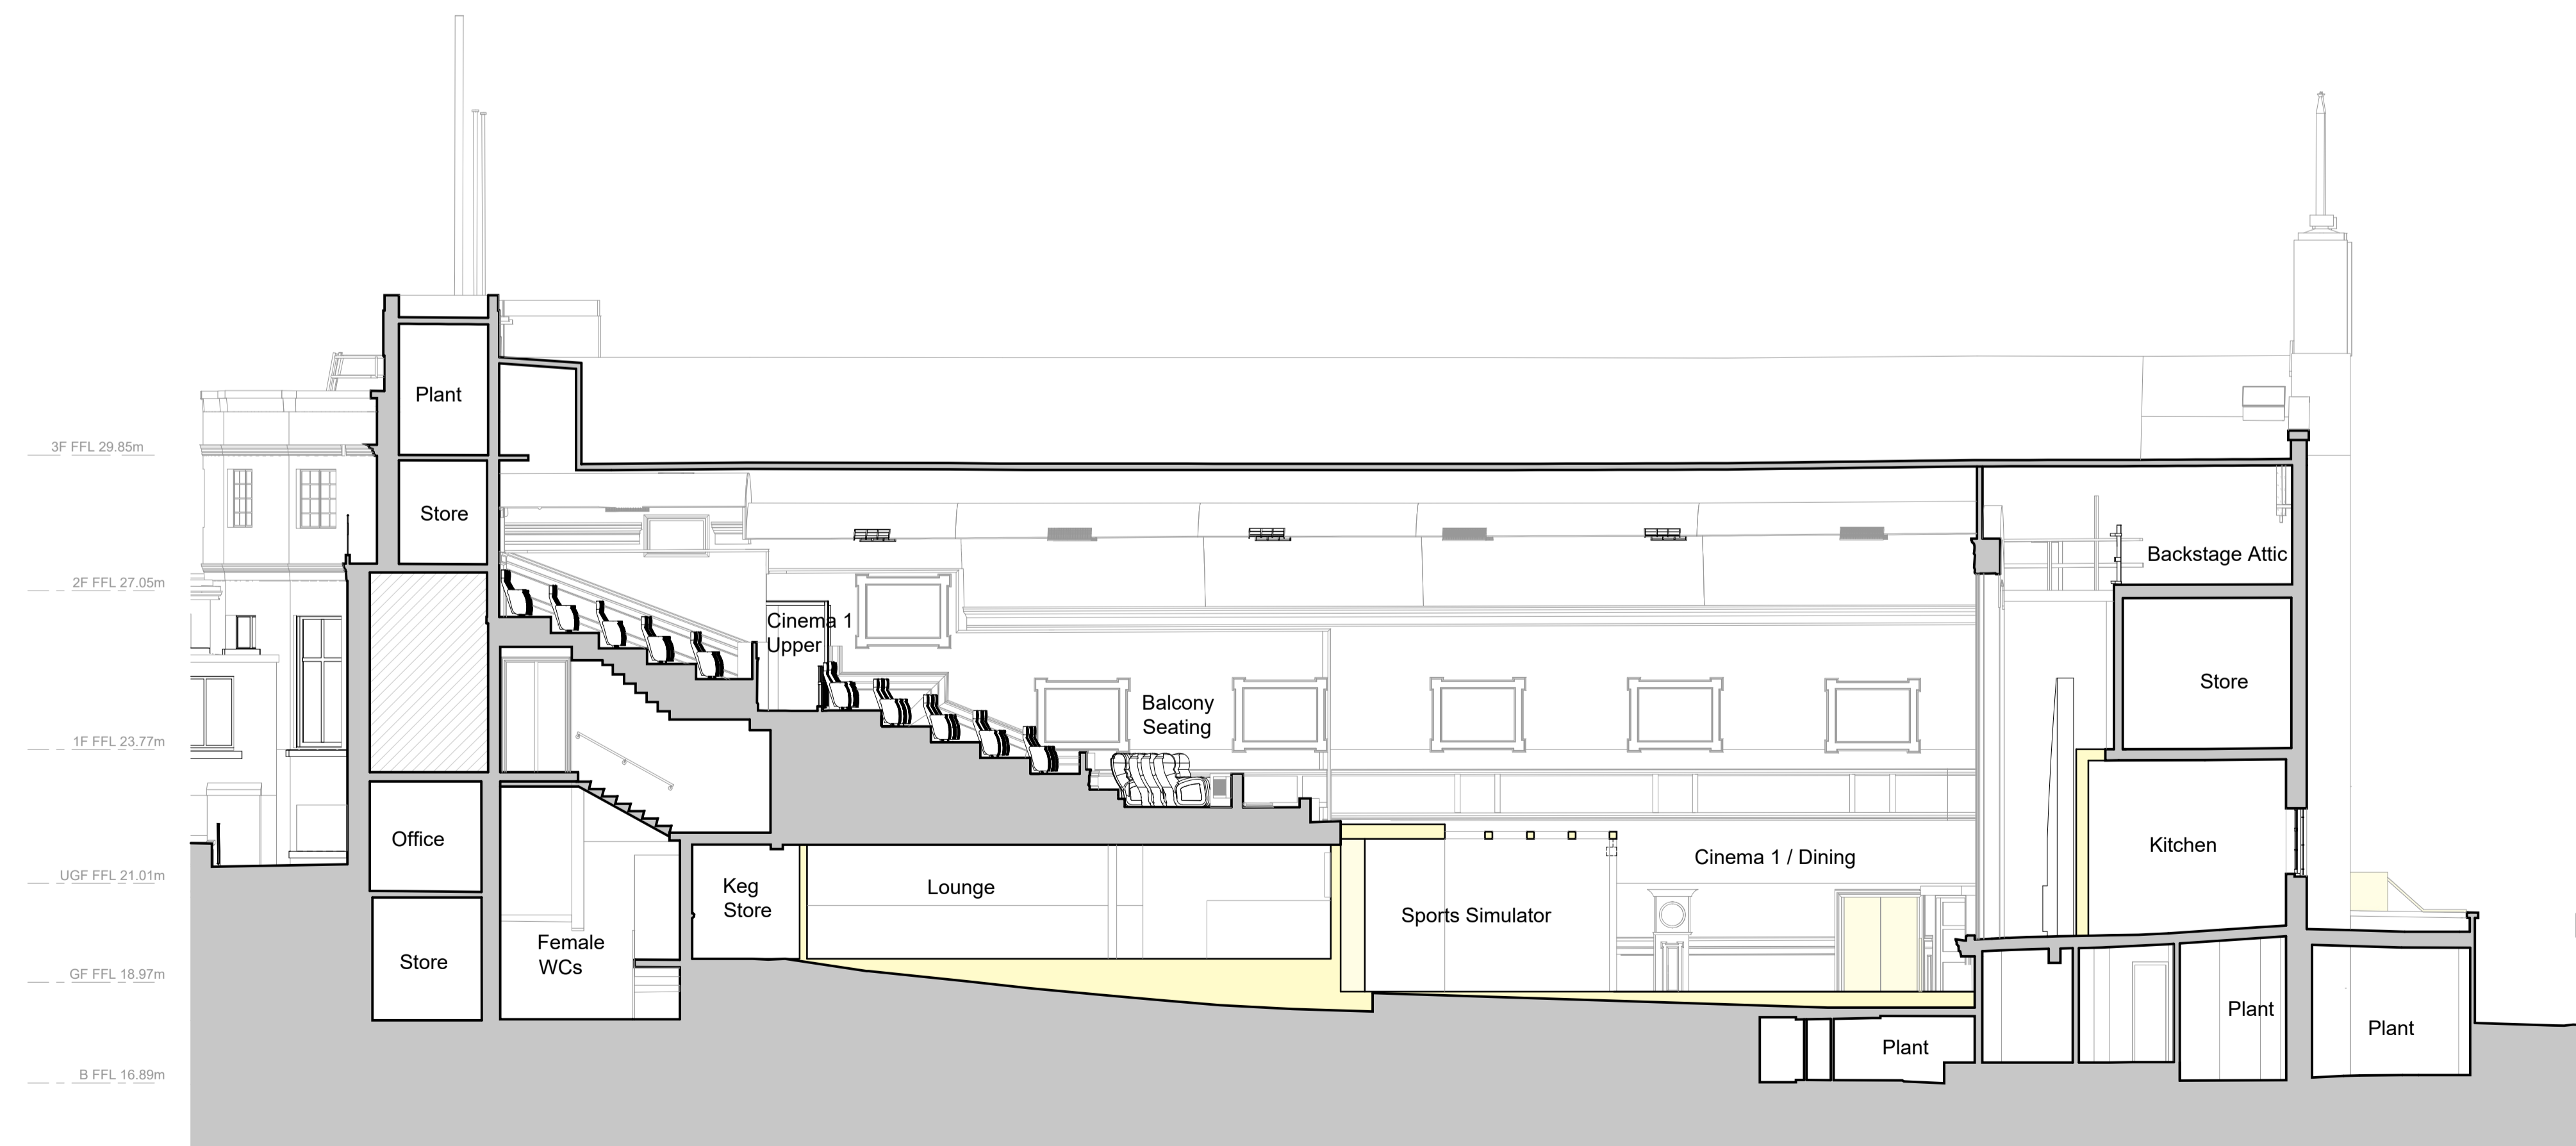 Plant
3F FFL 29.85m
Store
Backstage Attic
2F FFL 27.05m
Cinema 1
Upper
Store
Balcony
Seating
1F FFL 23.77m
Office
Kitchen
Cinema 1 / Dining
UGF FFL 21.01m
Keg
Store
Lounge
Sports Simulator
Female
WCs
Store
GF FFL 18.97m
Plant
Plant
Plant
B FFL 16.89m